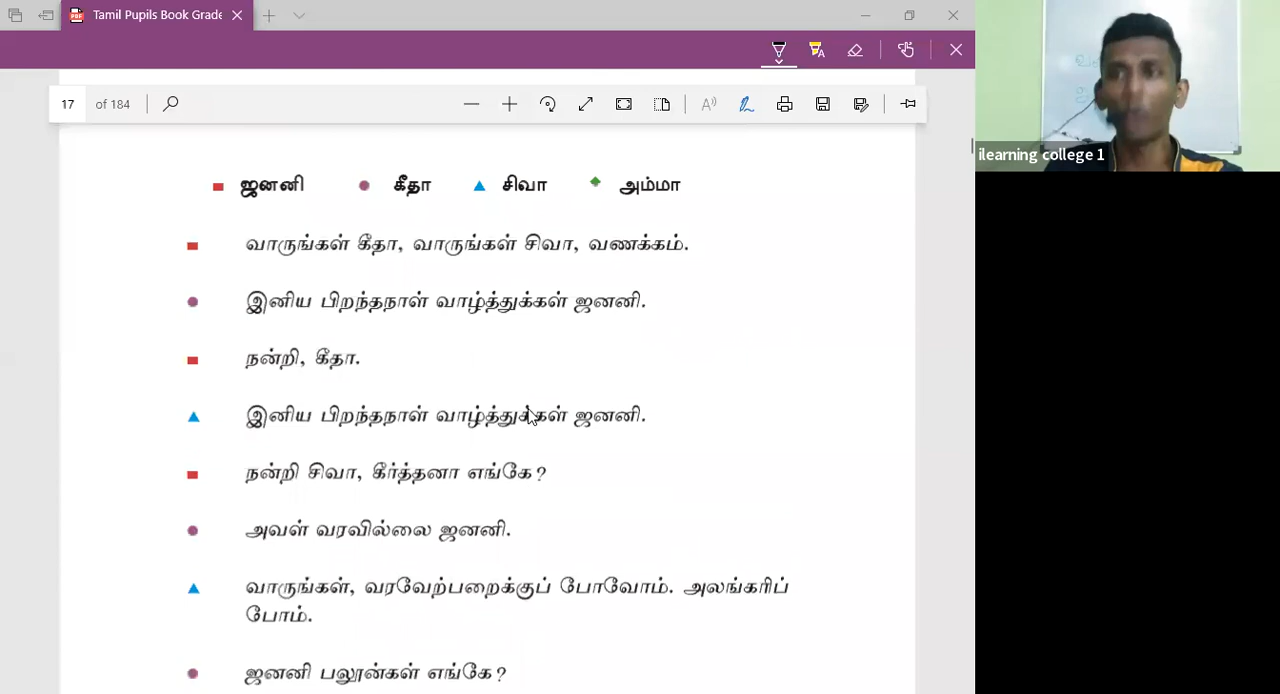 Tamil Pupils Book Grade
17 of 184
ஜனனி கீதா சிவா அம்மா
வாருங்கள் கீதா, வாருங்கள் சிவா, வணக்கம்.
இனிய பிறந்தநாள் வாழ்த்துக்கள் ஜனனி.
நன்றி, கீதா.
இனிய பிறந்தநாள் வாழ்த்துக்கள் ஜனனி.
நன்றி சிவா, கீர்த்தனா எங்கே?
அவள் வரவில்லை ஜனனி.
வாருங்கள், வரவேற்பறைக்குப் போவோம். அலங்கரிப்
போம்.
ஜனனி பலூன்கள் எங்கே?
ilearning college 1